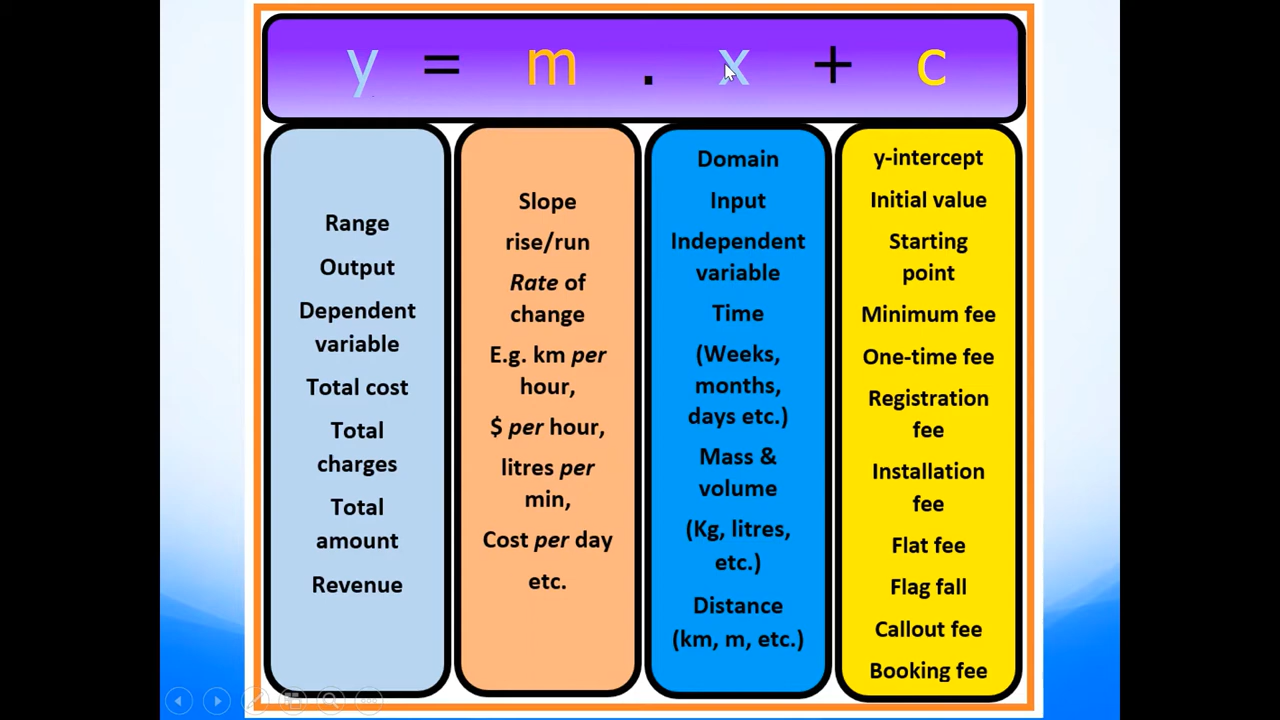 y = m . x + c
Range
Output
Dependent
variable
Total cost
Total
charges
Total
amount
Revenue
Slope
rise/run
Rate of
change
E.g. km per
hour,
$ per hour,
litres per
min,
Cost per day
etc.
Domain
Input
Independent
variable
Time
(Weeks,
months,
days etc.)
Mass &
volume
(Kg, litres,
etc.)
Distance
(km, m, etc.)
y-intercept
Initial value
Starting
point
Minimum fee
One-time fee
Registration
fee
Installation
fee
Flat fee
Flag fall
Callout fee
Booking fee